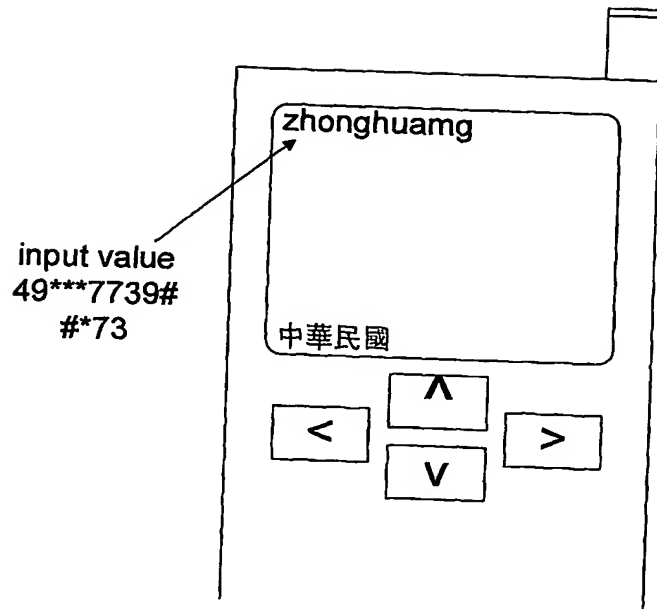 zhonghuamg
input value
49***7739#
#*73
中華民國
^
<
>
v